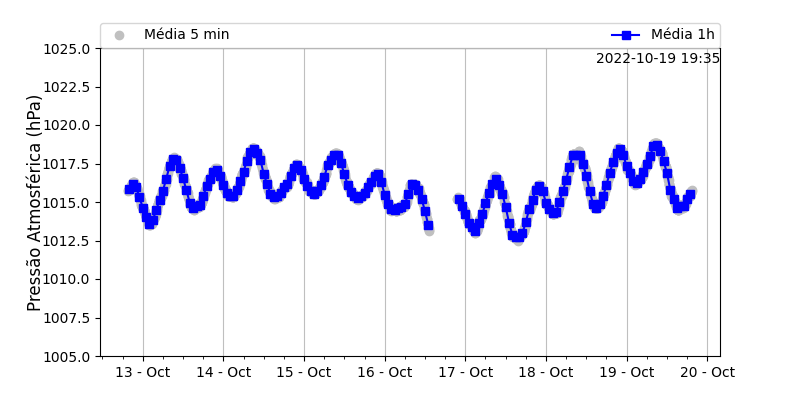 Média 5 min
Média 1h
2022-10-19 19:35
Pressão Atmosférica (hPa)
1025.0
1022.5
1020.0
1017.5
1015.0
1012.5
1010.0
1007.5
1005.0
13 - Oct
14 - Oct
15 - Oct
16 - Oct
17 - Oct
18 - Oct
19 - Oct
20 - Oct